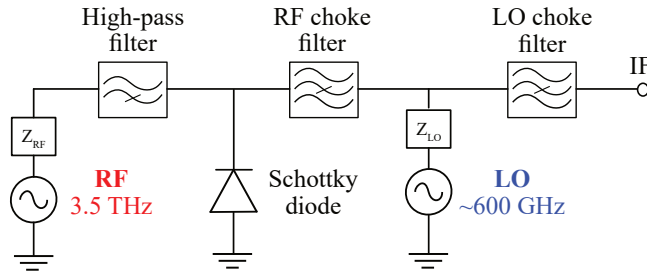 High-pass
filter
RF choke
filter
LO choke
filter
IF
Z_RF
Z_LO
RF
3.5 THz
Schottky
diode
LO
~600 GHz